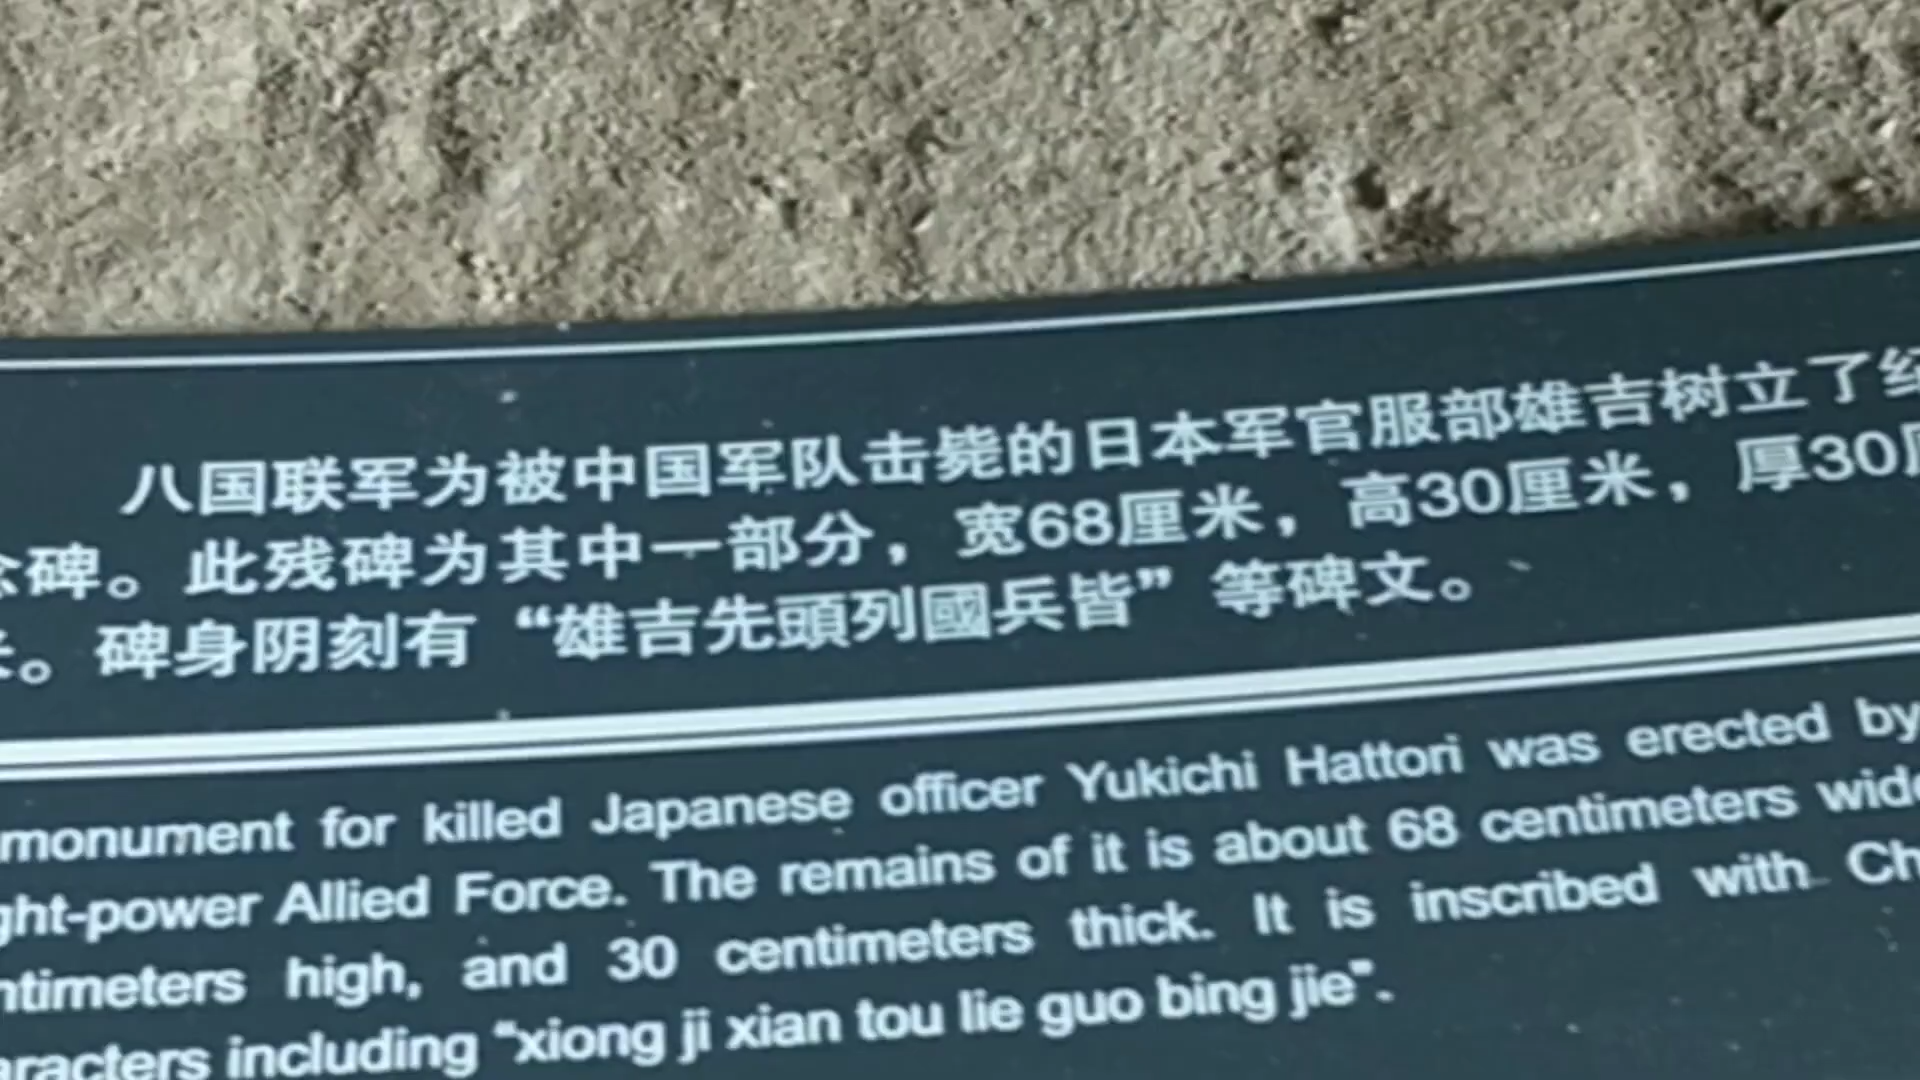 八国联军为被中国军队击毙的日本军官服部雄吉树立了纪
念碑。此残碑为其中一部分，宽68厘米，高30厘米，厚30厘
米。碑身阴刻有“雄吉先頭列國兵皆”等碑文。
monument for killed Japanese officer Yukichi Hattori was erected by
ght-power Allied Force. The remains of it is about 68 centimeters wide
ntimeters high, and 30 centimeters thick. It is inscribed with Ch
aracters including “xiong ji xian tou lie guo bing jie”.